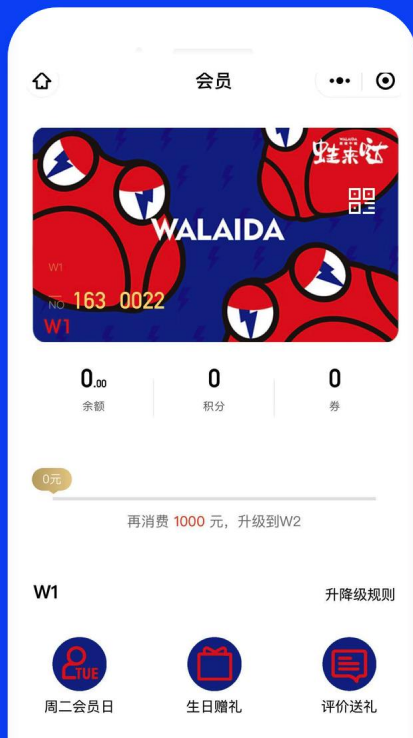 会员
蛙来哒
WALAIDA
W1
NO 163 0022
W1
0.00
0
0
余额
积分
券
0元
再消费 1000 元，升级到W2
W1
升降级规则
TUE
周二会员日
生日赠礼
评价送礼